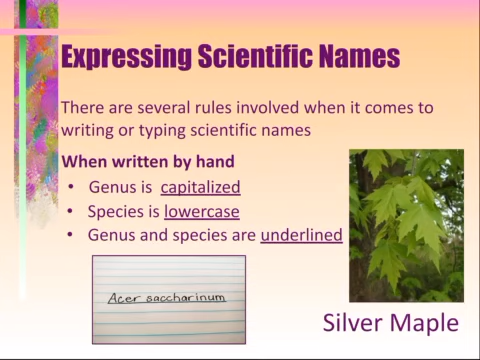 Expressing Scientific Names
There are several rules involved when it comes to
writing or typing scientific names
When written by hand
• Genus is capitalized
• Species is lowercase
• Genus and species are underlined
Acer saccharinum
Silver Maple